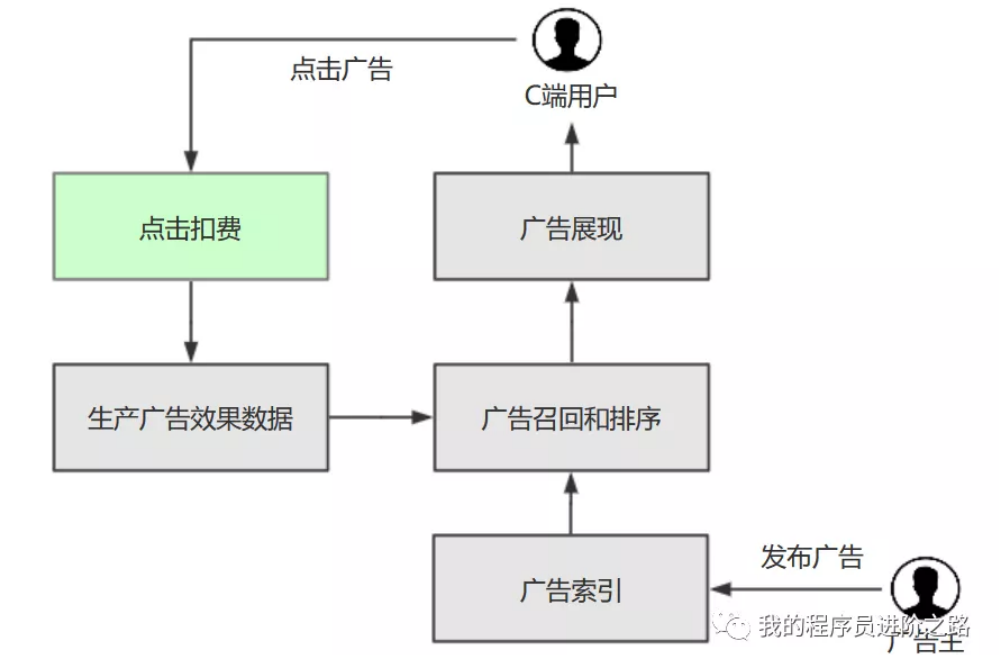 C端用户
点击广告
点击扣费
广告展现
生产广告效果数据
广告召回和排序
广告索引
发布广告
广告主
我的程序员进阶之路